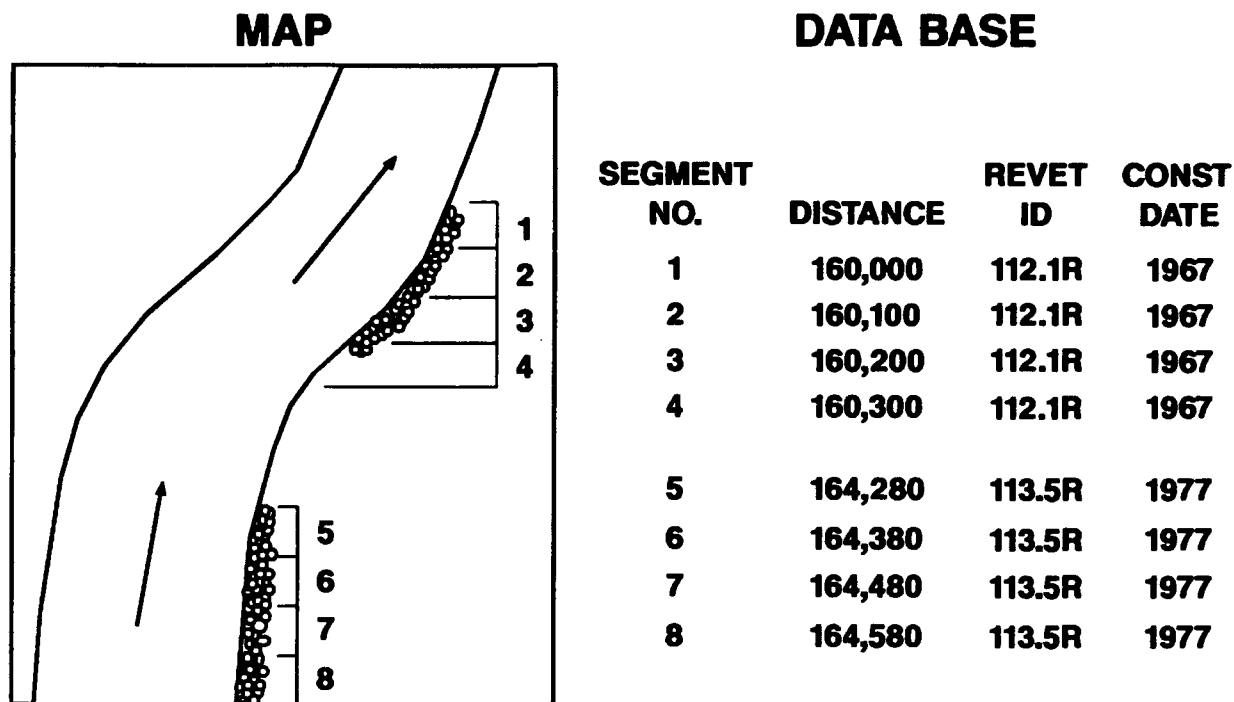 MAP
1
2
3
4
5
6
7
8
DATA BASE
SEGMENT REVET CONST
NO. DISTANCE ID DATE
1 160,000 112.1R 1967
2 160,100 112.1R 1967
3 160,200 112.1R 1967
4 160,300 112.1R 1967
5 164,280 113.5R 1977
6 164,380 113.5R 1977
7 164,480 113.5R 1977
8 164,580 113.5R 1977